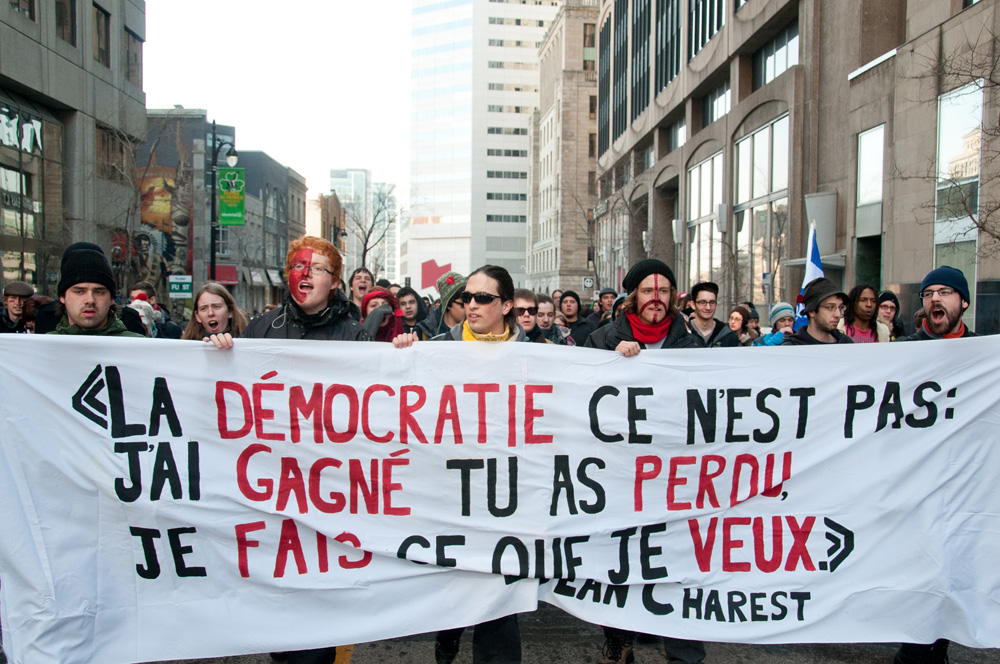 «LA DÉMOCRATIE CE N'EST PAS:
J'AI GAGNÉ TU AS PERDU,
JE FAIS CE QUE JE VEUX.»
JEAN CHAREST